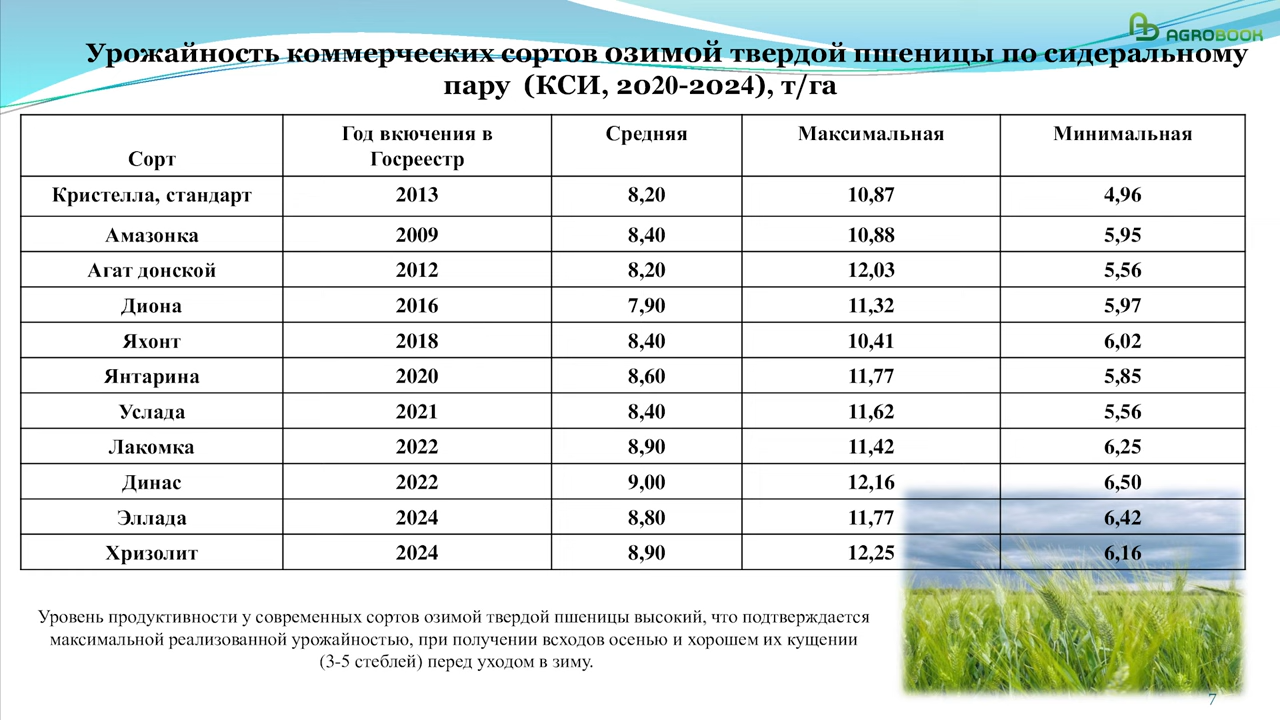 AGROBOOK
Урожайность коммерческих сортов озимой твердой пшеницы по сидеральному
пару (КСИ, 2020-2024), т/га
Сорт Год вкючения в Госреестр Средняя Максимальная Минимальная
Кристелла, стандарт 2013 8,20 10,87 4,96
Амазонка 2009 8,40 10,88 5,95
Агат донской 2012 8,20 12,03 5,56
Диона 2016 7,90 11,32 5,97
Яхонт 2018 8,40 10,41 6,02
Янтарина 2020 8,60 11,77 5,85
Услада 2021 8,40 11,62 5,56
Лакомка 2022 8,90 11,42 6,25
Динас 2022 9,00 12,16 6,50
Эллада 2024 8,80 11,77 6,42
Хризолит 2024 8,90 12,25 6,16
Уровень продуктивности у современных сортов озимой твердой пшеницы высокий, что подтверждается
максимальной реализованной урожайностью, при получении всходов осенью и хорошем их кущении
(3-5 стеблей) перед уходом в зиму.
7